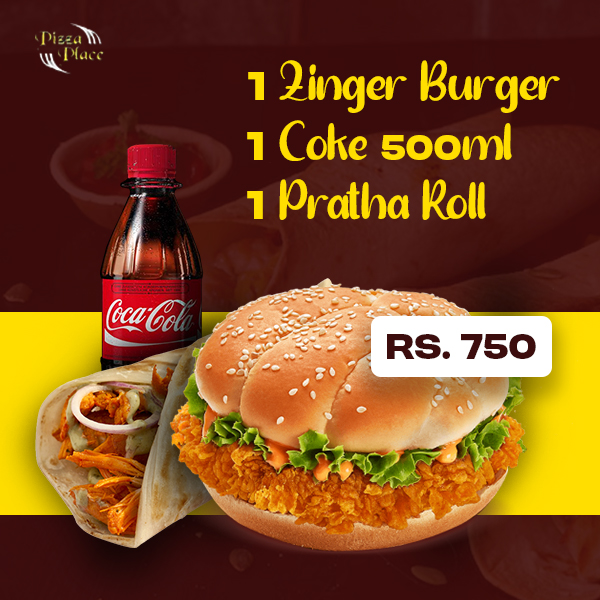 Pizza
Place
1 Zinger Burger
1 Coke 500ml
1 Pratha Roll
Coca-Cola
RS. 750